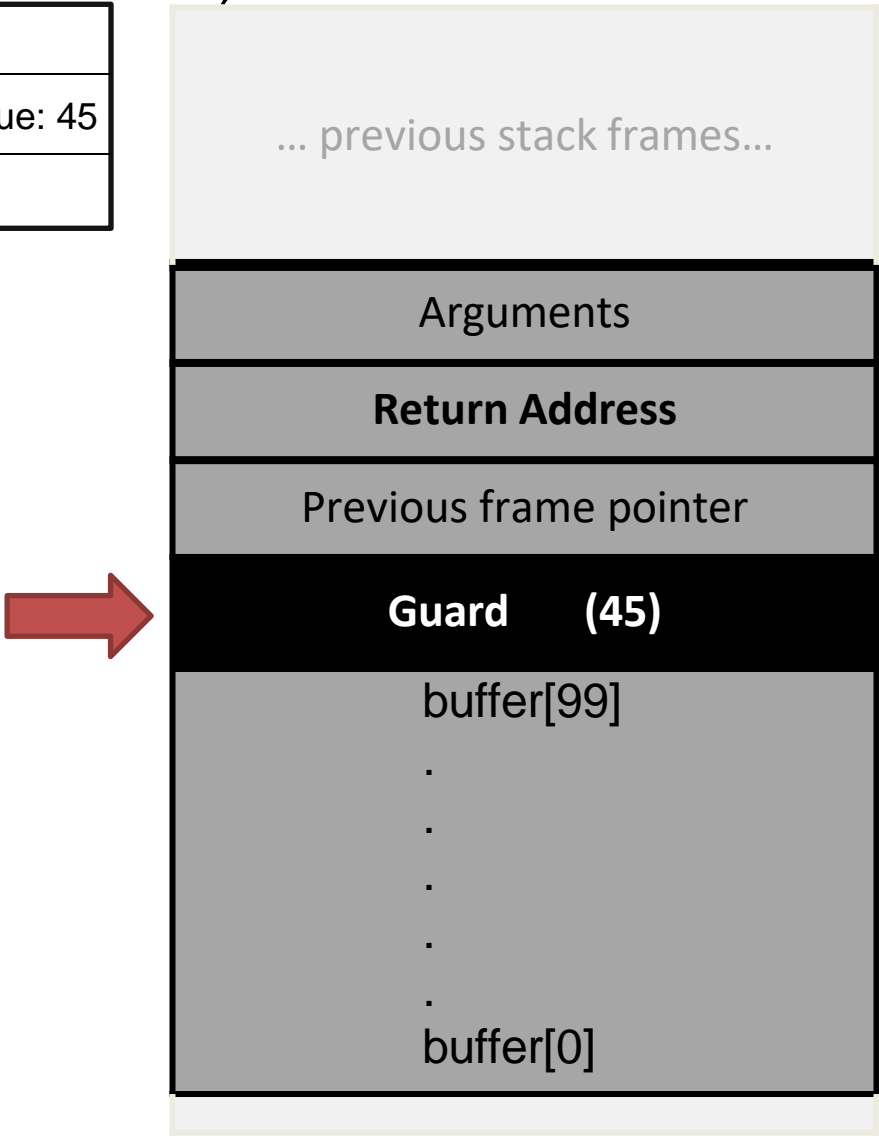 ue: 45
… previous stack frames…
Arguments
Return Address
Previous frame pointer
Guard (45)
buffer[99]
.
.
.
.
.
buffer[0]